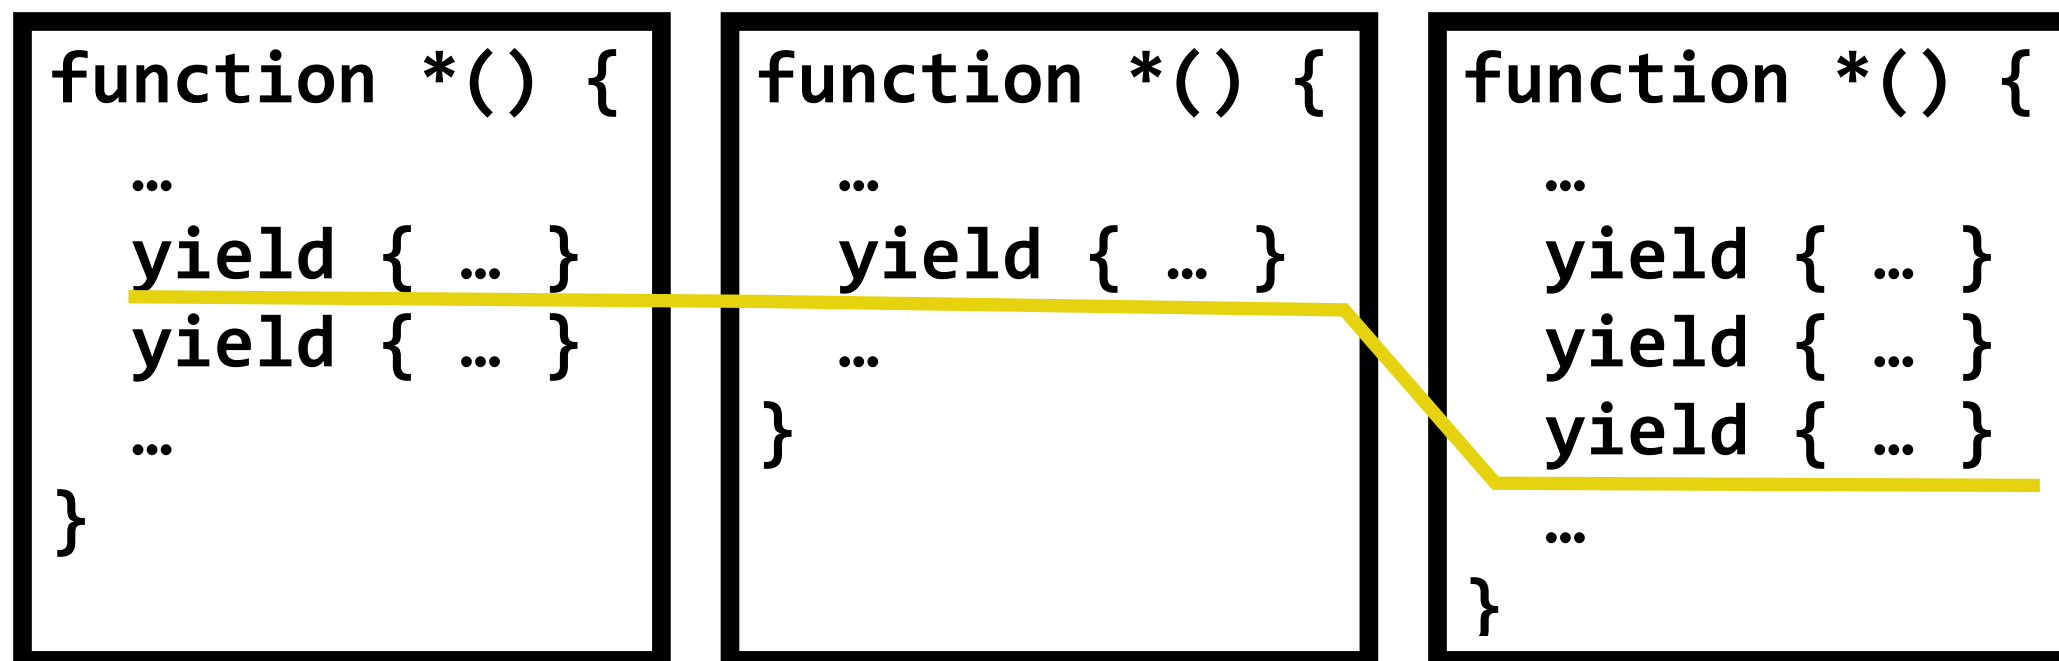 function *() {
…
yield { … }
yield { … }
…
}
function *() {
…
yield { … }
…
}
function *() {
…
yield { … }
yield { … }
yield { … }
…
}